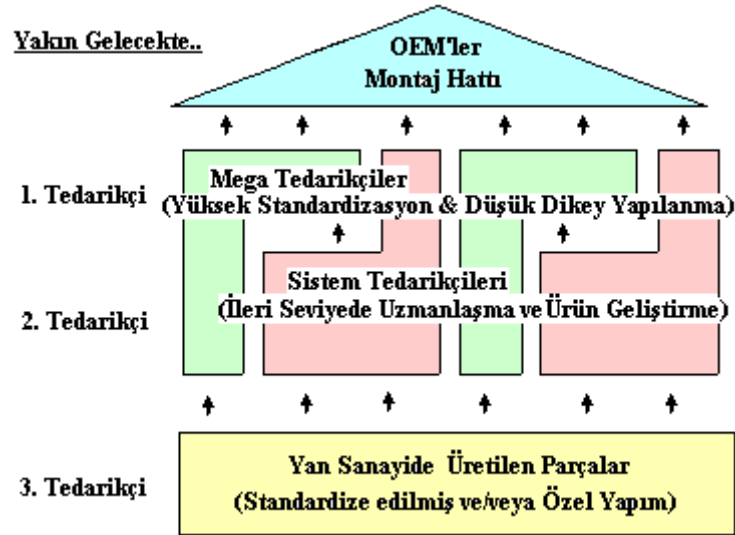 Yakın Gelecekte..
OEM'ler
Montaj Hattı
1. Tedarikçi
Mega Tedarikçiler
(Yüksek Standardizasyon & Düşük Dikey Yapılanma)
Sistem Tedarikçileri
2. Tedarikçi
(İleri Seviyede Uzmanlaşma ve Ürün Geliştirme)
3. Tedarikçi
Yan Sanayide Üretilen Parçalar
(Standardize edilmiş ve/veya Özel Yapım)